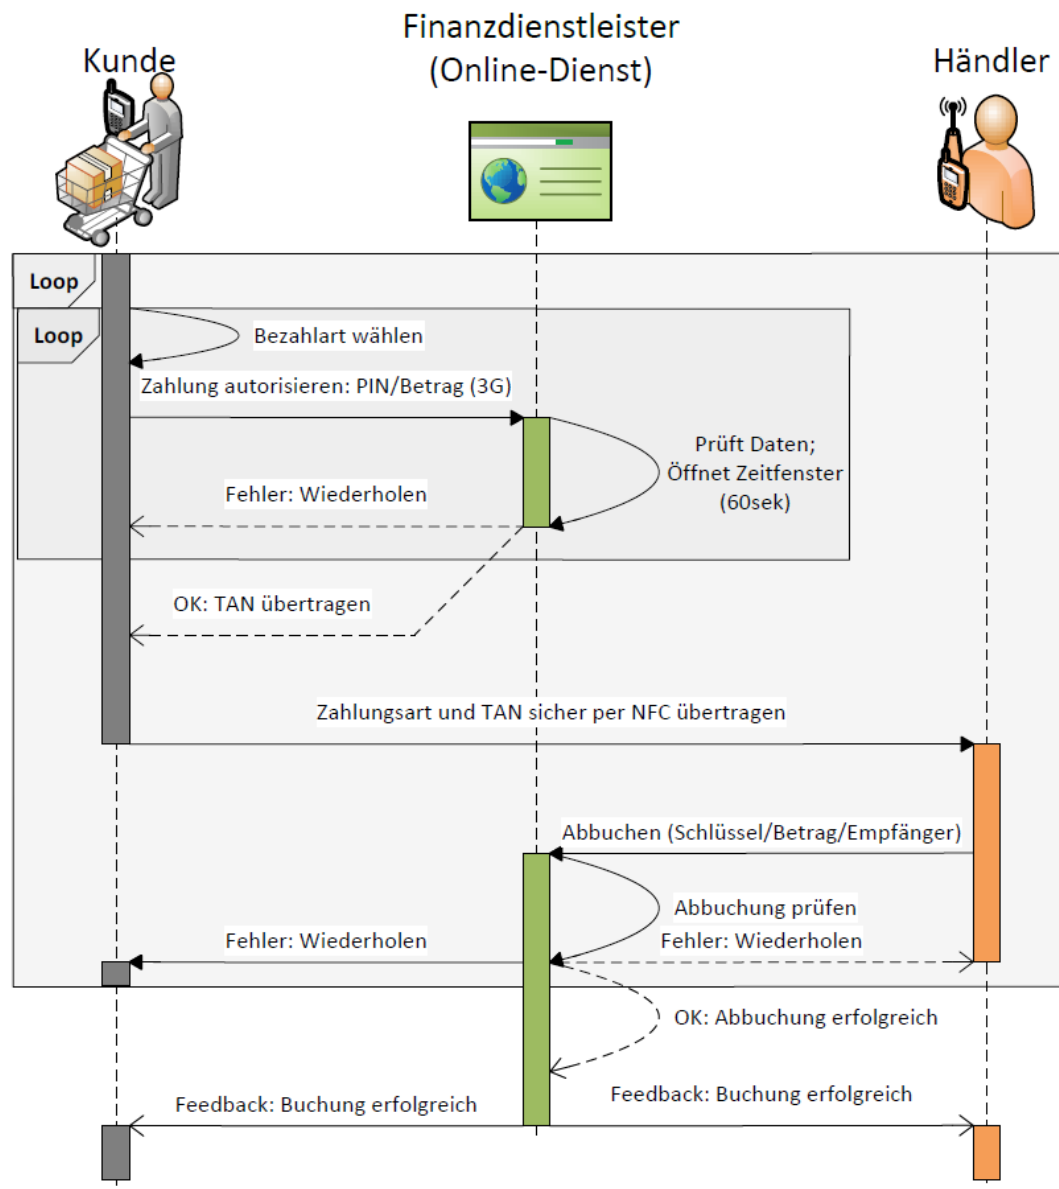 Kunde
Finanzdienstleister
(Online-Dienst)
Händler
Loop
Loop
Bezahlart wählen
Zahlung autorisieren: PIN/Betrag (3G)
Prüft Daten;
Öffnet Zeitfenster
(60sek)
Fehler: Wiederholen
OK: TAN übertragen
Zahlungsart und TAN sicher per NFC übertragen
Abbuchen (Schlüssel/Betrag/Empfänger)
Abbuchung prüfen
Fehler: Wiederholen
Fehler: Wiederholen
OK: Abbuchung erfolgreich
Feedback: Buchung erfolgreich
Feedback: Buchung erfolgreich